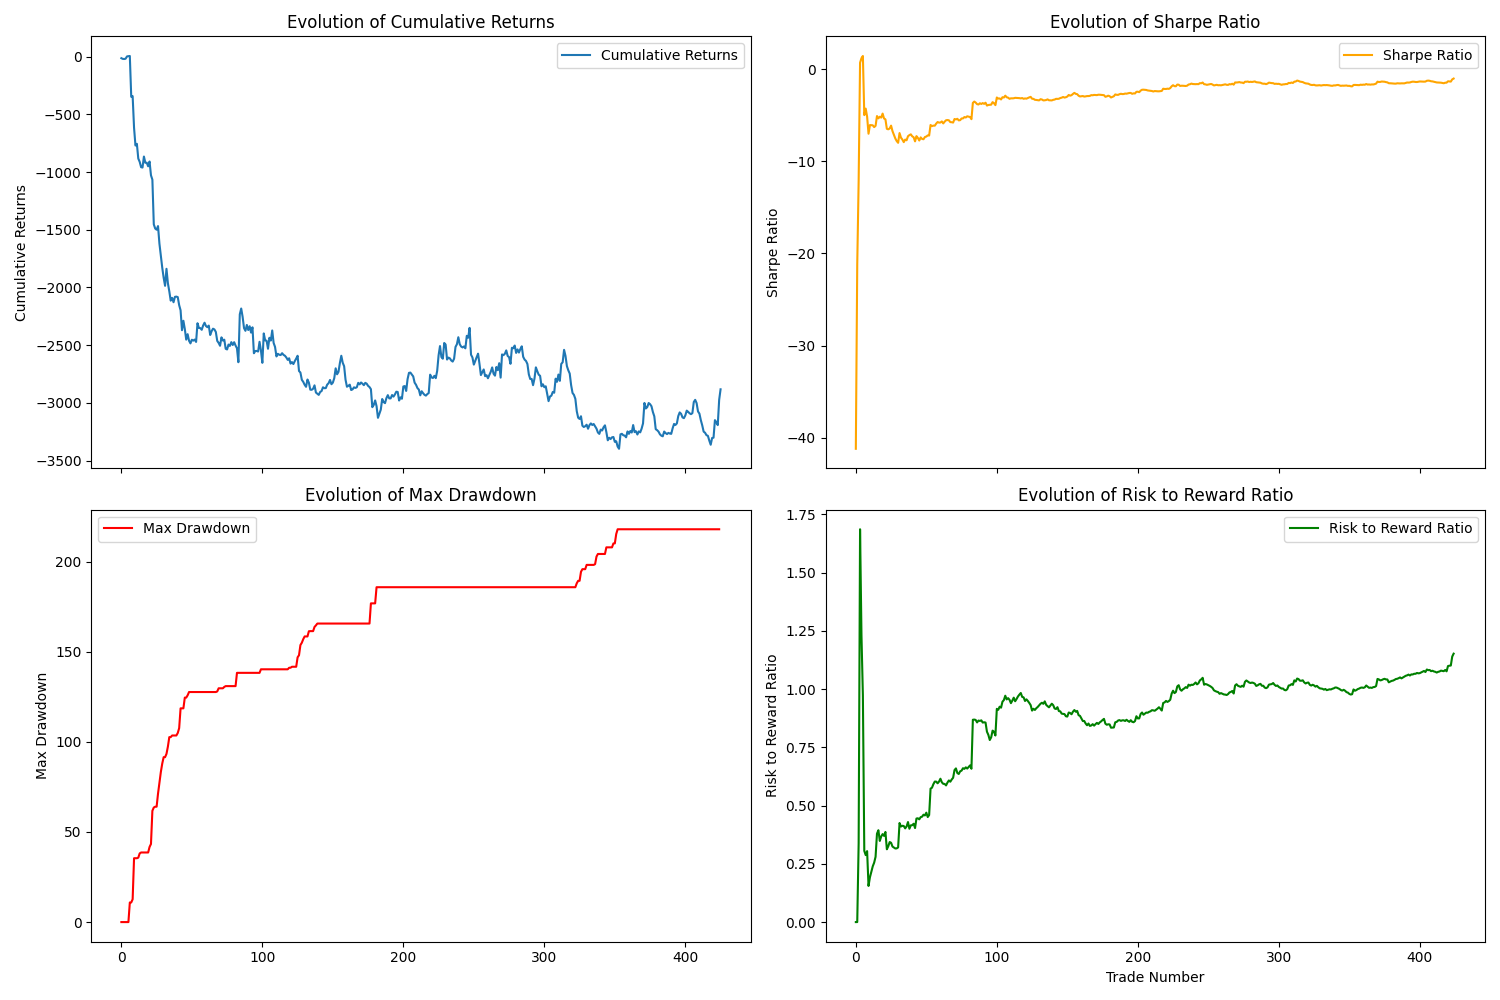 Evolution of Cumulative Returns
Cumulative Returns
Cumulative Returns
0
−500
−1000
−1500
−2000
−2500
−3000
−3500
Evolution of Sharpe Ratio
Sharpe Ratio
Sharpe Ratio
0
−10
−20
−30
−40
Evolution of Max Drawdown
Max Drawdown
Max Drawdown
200
150
100
50
0
0 100 200 300 400
Evolution of Risk to Reward Ratio
Risk to Reward Ratio
Risk to Reward Ratio
1.75
1.50
1.25
1.00
0.75
0.50
0.25
0.00
0 100 200 300 400
Trade Number